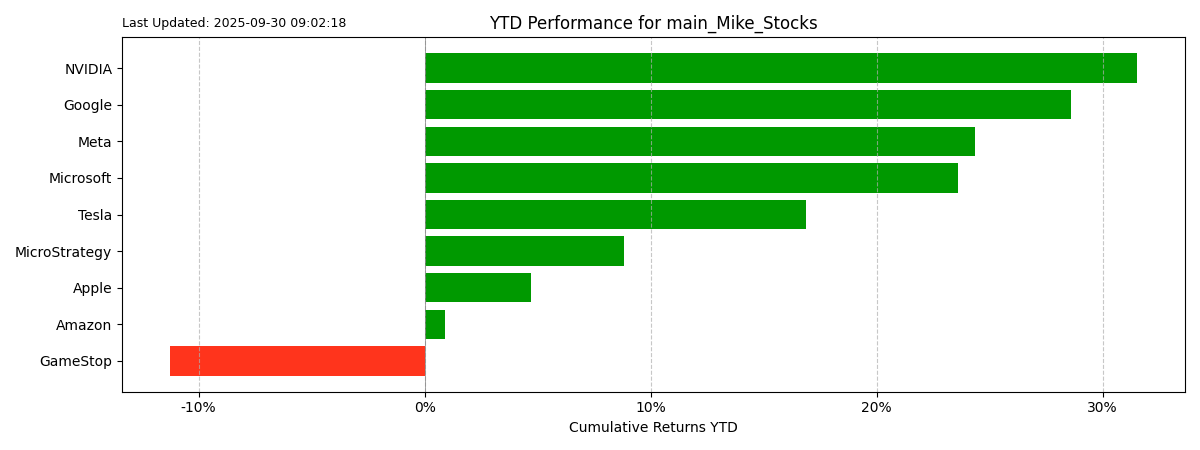 Last Updated: 2025-09-30 09:02:18
YTD Performance for main_Mike_Stocks
NVIDIA
Google
Meta
Microsoft
Tesla
MicroStrategy
Apple
Amazon
GameStop
-10% 0% 10% 20% 30%
Cumulative Returns YTD